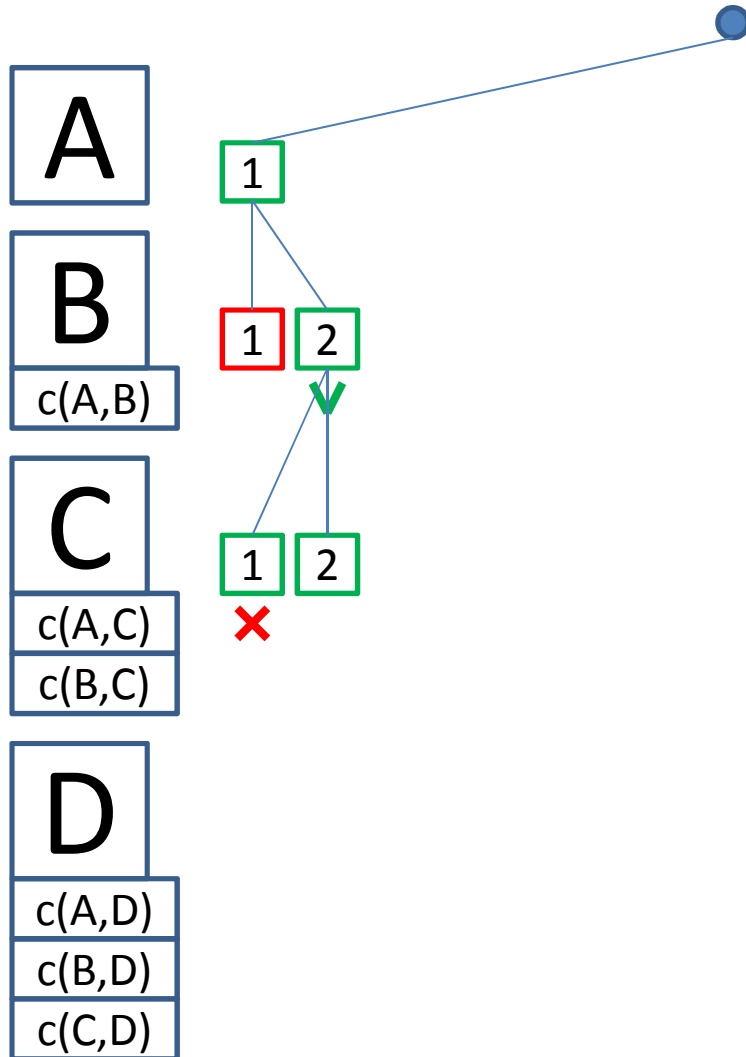 A
1
B
1 2
c(A,B)
C
1 2
c(A,C)
c(B,C)
D
c(A,D)
c(B,D)
c(C,D)